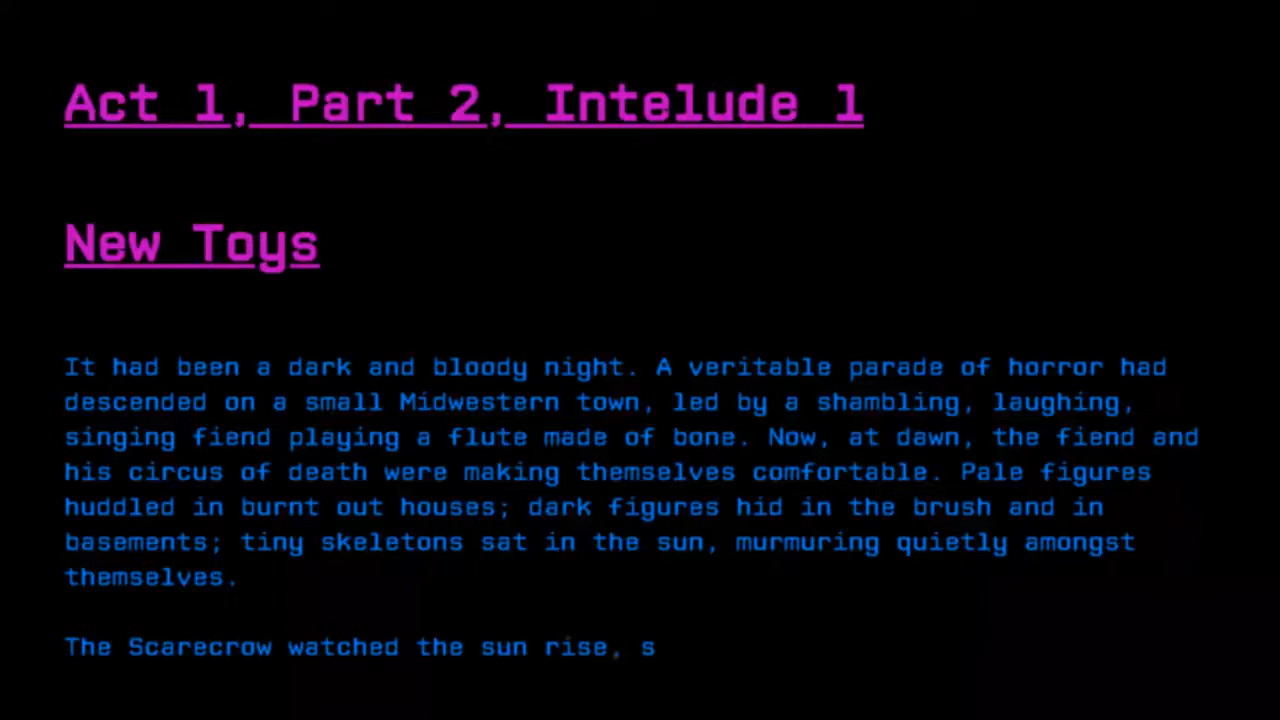 Act 1, Part 2, Intelude 1
New Toys
It had been a dark and bloody night. A veritable parade of horror had
descended on a small Midwestern town, led by a shambling, laughing,
singing fiend playing a flute made of bone. Now, at dawn, the fiend and
his circus of death were making themselves comfortable. Pale figures
huddled in burnt out houses; dark figures hid in the brush and in
basements; tiny skeletons sat in the sun, murmuring quietly amongst
themselves.
The Scarecrow watched the sun rise, s